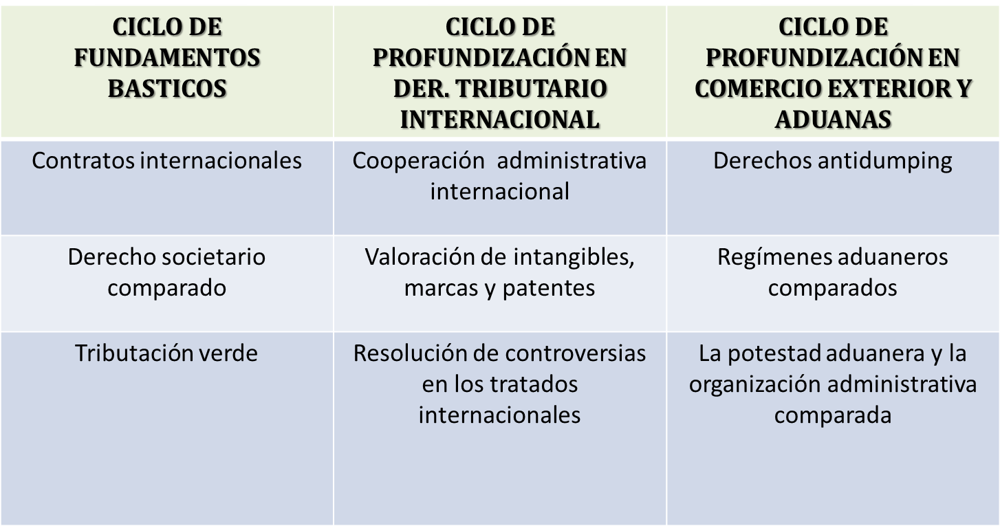 CICLO DE
FUNDAMENTOS
BASTICOS
CICLO DE
PROFUNDIZACIÓN EN
DER. TRIBUTARIO
INTERNACIONAL
CICLO DE
PROFUNDIZACIÓN EN
COMERCIO EXTERIOR Y
ADUANAS
Contratos internacionales
Cooperación administrativa
internacional
Derechos antidumping
Derecho societario
comparado
Valoración de intangibles,
marcas y patentes
Regímenes aduaneros
comparados
Tributación verde
Resolución de controversias
en los tratados
internacionales
La potestad aduanera y la
organización administrativa
comparada